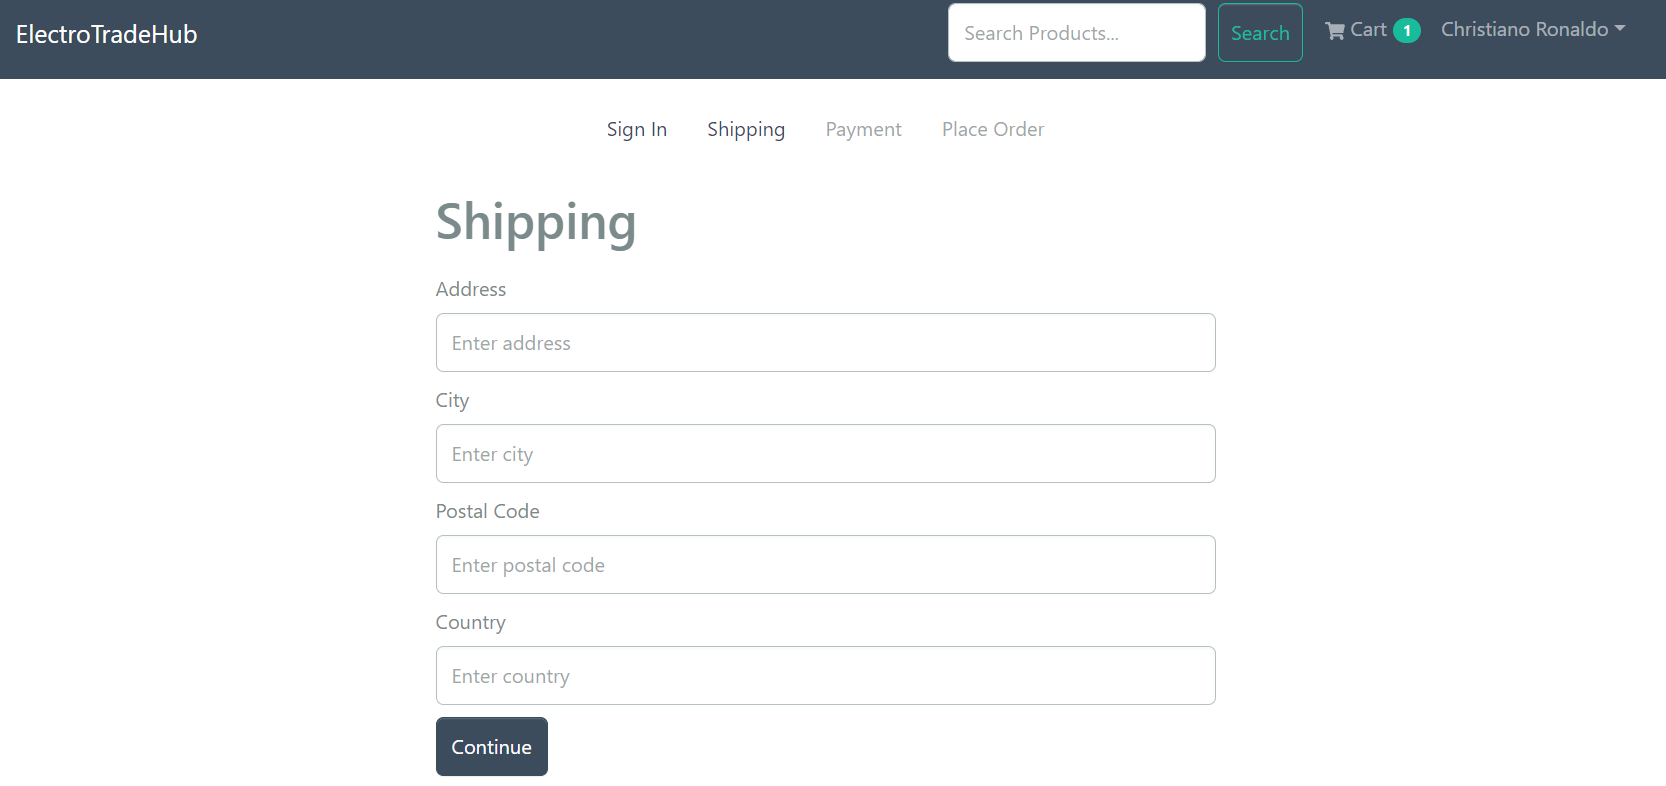 ElectroTradeHub
Search Products...
Search
Cart 1
Christiano Ronaldo
Sign In
Shipping
Payment
Place Order
Shipping
Address
Enter address
City
Enter city
Postal Code
Enter postal code
Country
Enter country
Continue